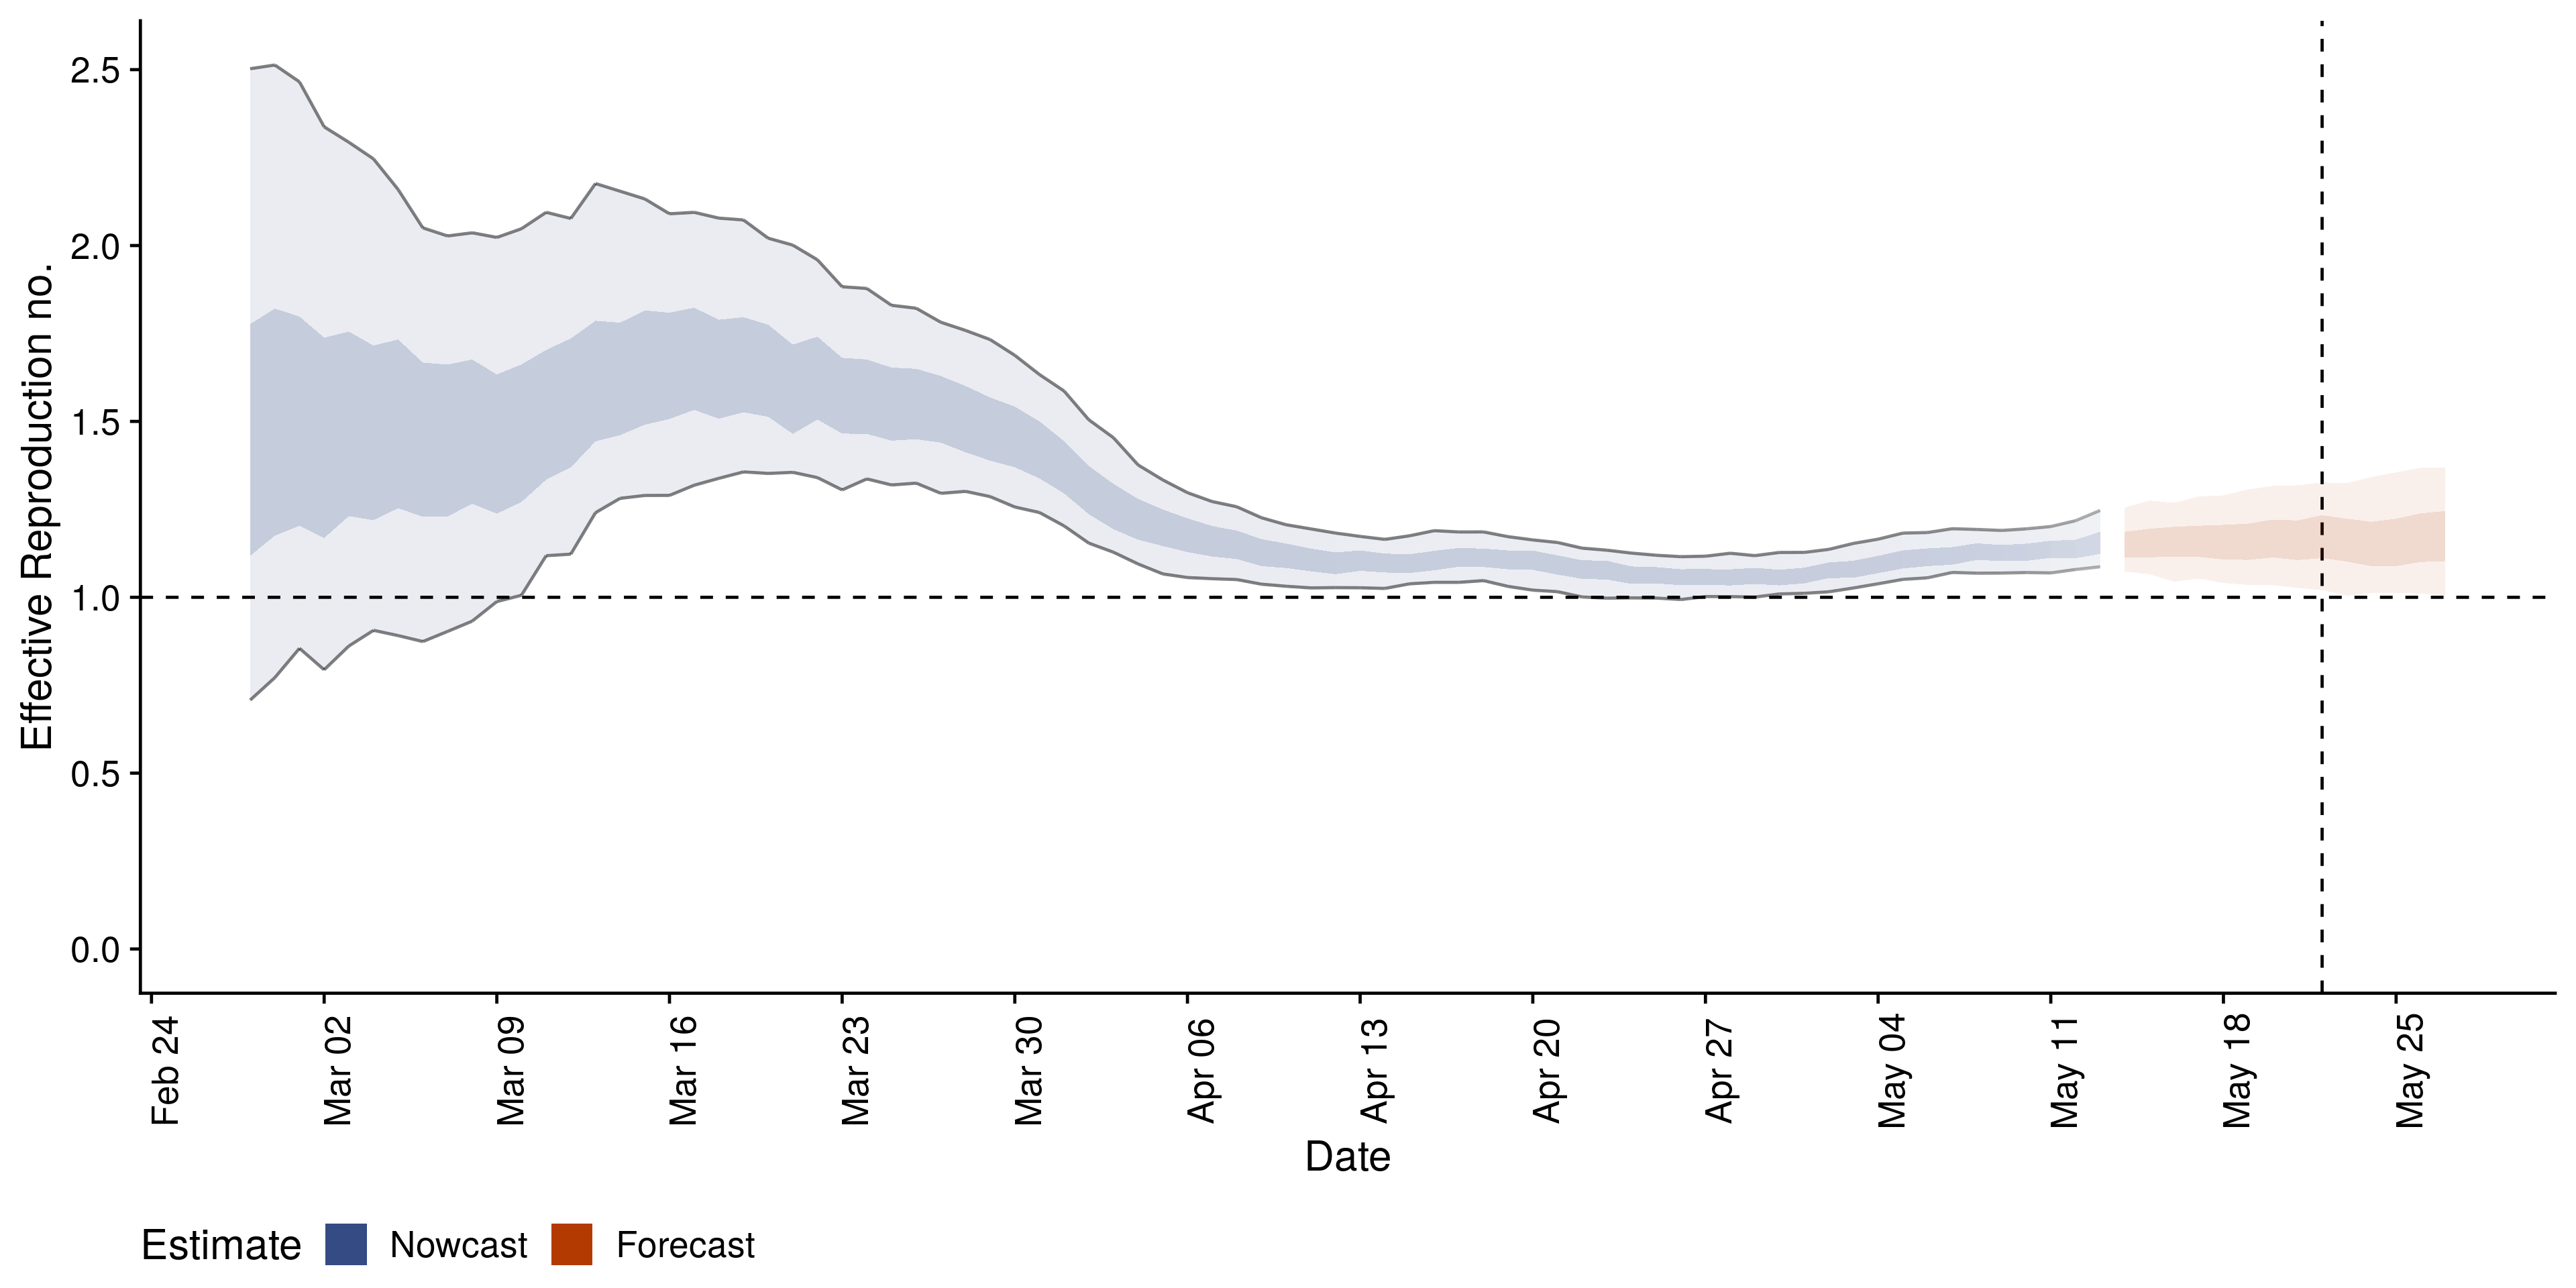 Effective Reproduction no.
2.5
2.0
1.5
1.0
0.5
0.0
Feb 24
Mar 02
Mar 09
Mar 16
Mar 23
Mar 30
Apr 06
Apr 13
Apr 20
Apr 27
May 04
May 11
May 18
May 25
Date
Estimate Nowcast Forecast